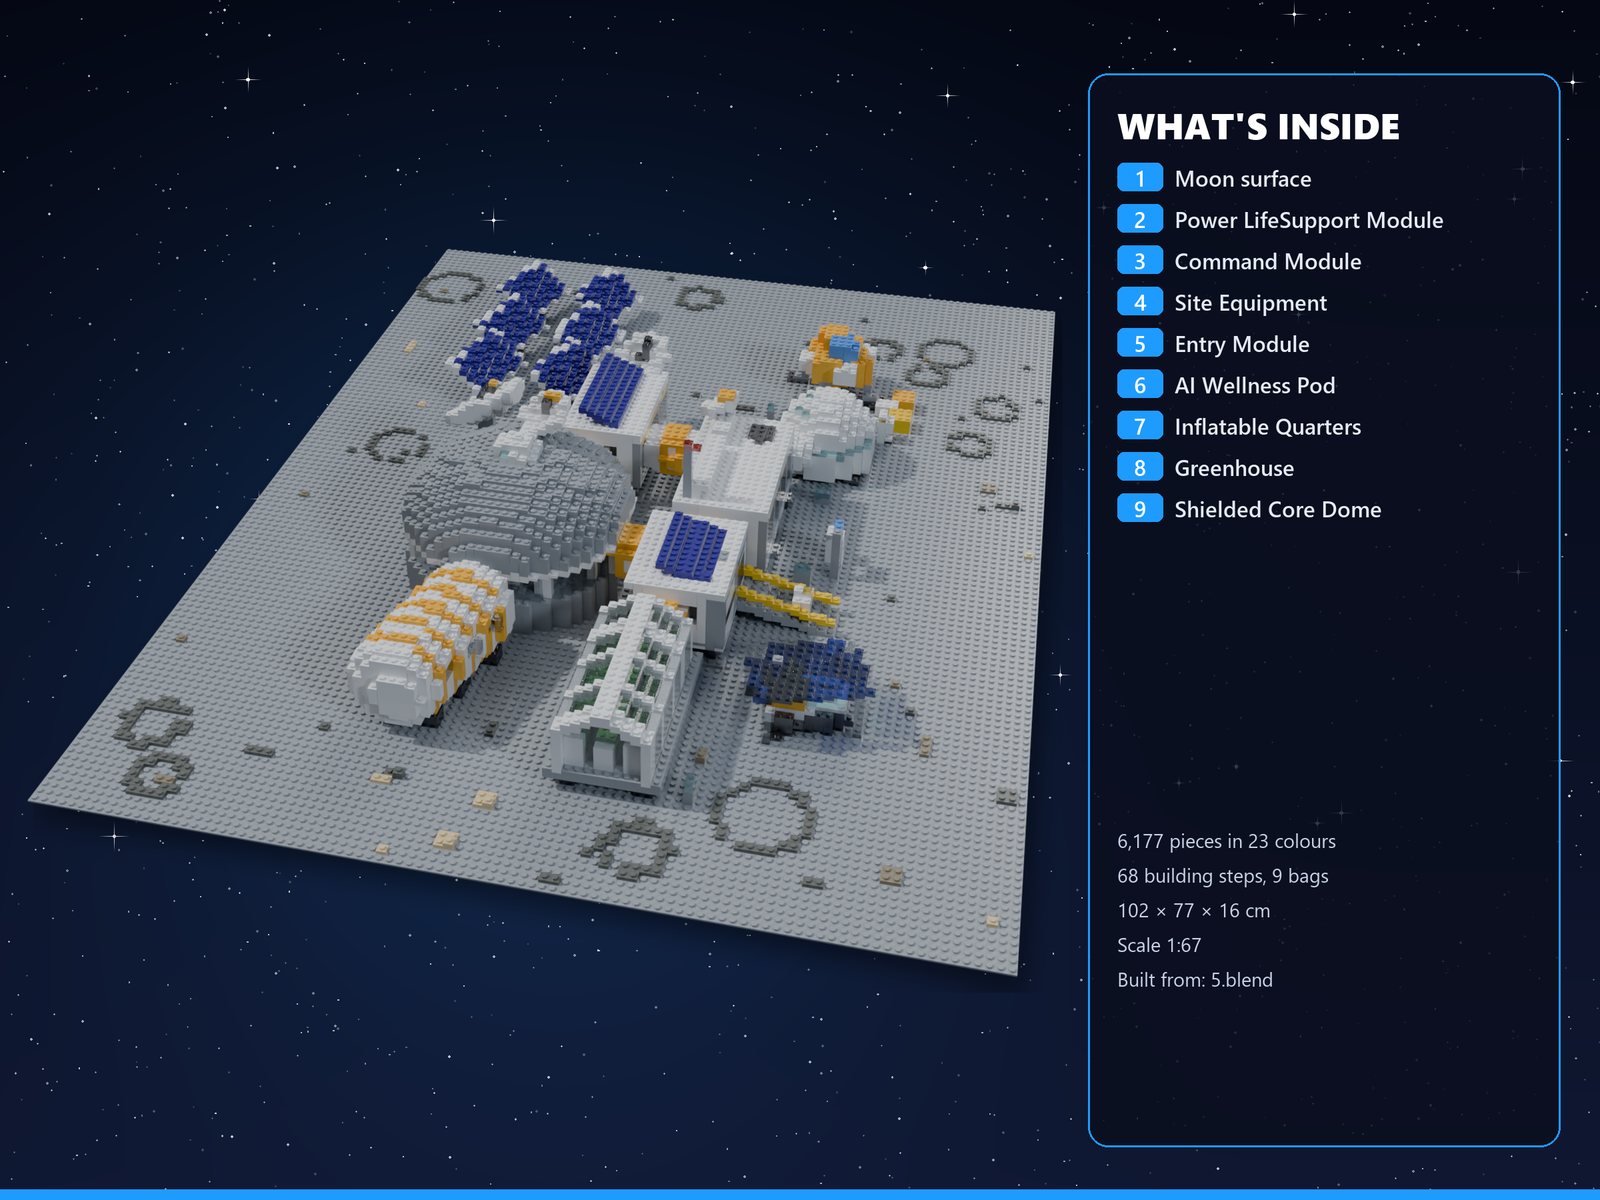 WHAT'S INSIDE
1 Moon surface
2 Power LifeSupport Module
3 Command Module
4 Site Equipment
5 Entry Module
6 AI Wellness Pod
7 Inflatable Quarters
8 Greenhouse
9 Shielded Core Dome
6,177 pieces in 23 colours
68 building steps, 9 bags
102 × 77 × 16 cm
Scale 1:67
Built from: 5.blend